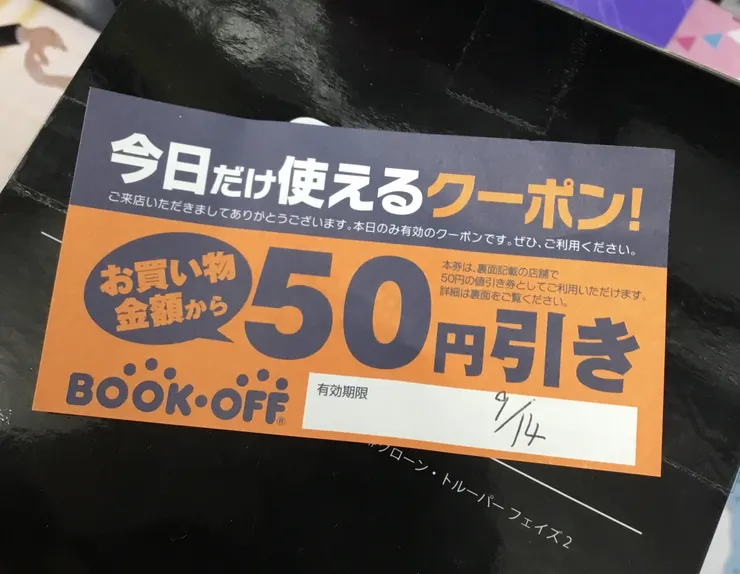 今日だけ使えるクーポン!
ご来店いただきましてありがとうございます。本日のみ有効のクーポンです。ぜひ、ご利用ください。
お買い物
金額から
50円引き
本券は、裏面記載の店舗で
50円の値引き券としてご利用いただけます。
詳細は裏面をご覧ください。
BOOK・OFF®
有効期限
9/14
クローン・トルーパー フェイズ2